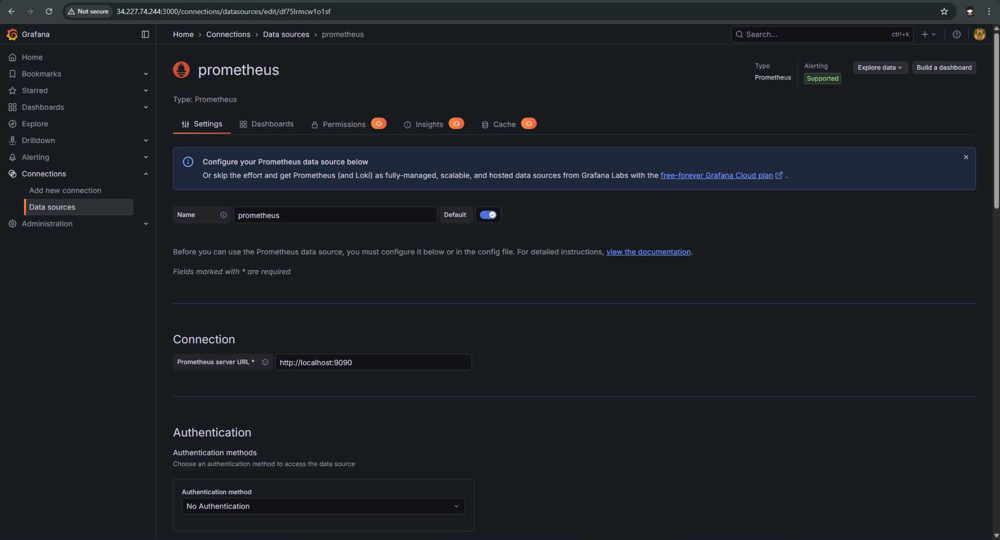 Not secure
34.227.74.244:3000/connections/datasources/edit/df75lrmcw1o1sf
Grafana
Home › Connections › Data sources › prometheus
Search...
ctrl+k
Home
Bookmarks
Starred
Dashboards
Explore
Drilldown
Alerting
Connections
Add new connection
Data sources
Administration
prometheus
Type
Prometheus
Alerting
Supported
Explore data
Build a dashboard
Type: Prometheus
Settings
Dashboards
Permissions
Insights
Cache
Configure your Prometheus data source below
Or skip the effort and get Prometheus (and Loki) as fully-managed, scalable, and hosted data sources from Grafana Labs with the free-forever Grafana Cloud plan .
Name
prometheus
Default
Before you can use the Prometheus data source, you must configure it below or in the config file. For detailed instructions, view the documentation.
Fields marked with * are required
Connection
Prometheus server URL *
http://localhost:9090
Authentication
Authentication methods
Choose an authentication method to access the data source
Authentication method
No Authentication